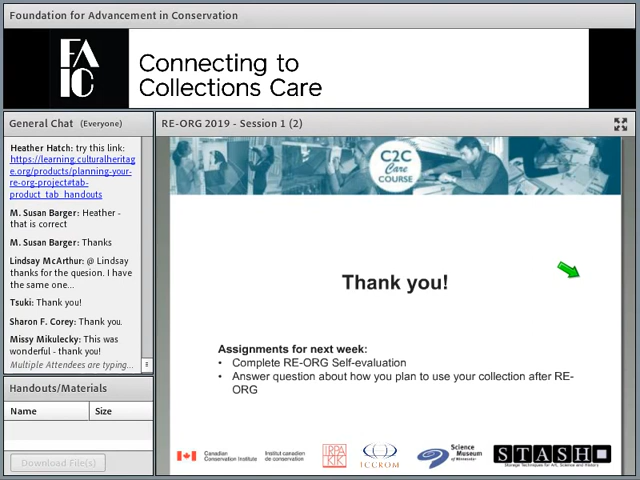 Foundation for Advancement in Conservation
FA
IC
Connecting to
Collections Care
General Chat (Everyone)
Heather Hatch: try this link:
https://learning.culturalheritag
e.org/products/planning-your-
re-org-project#tab-
product_tab_handouts
M. Susan Barger: Heather -
that is correct
M. Susan Barger: Thanks
Lindsay McArthur: @ Lindsay
thanks for the quesion. I have
the same one...
Tsuki: Thank you!
Sharon F. Corey: Thank you.
Missy Mikulecky: This was
wonderful - thank you!
Multiple Attendees are typing...
Handouts/Materials
Name Size
Download File(s)
RE-ORG 2019 - Session 1 (2)
C2C
Care
COURSE
Thank you!
Assignments for next week:
• Complete RE-ORG Self-evaluation
• Answer question about how you plan to use your collection after RE-
ORG
Canadian
Conservation Institute
Institut canadien
de conservation
IRPA
KIK
ICCROM
Science
Museum
of Minnesota
STASH
Storage Techniques for Art, Science and History